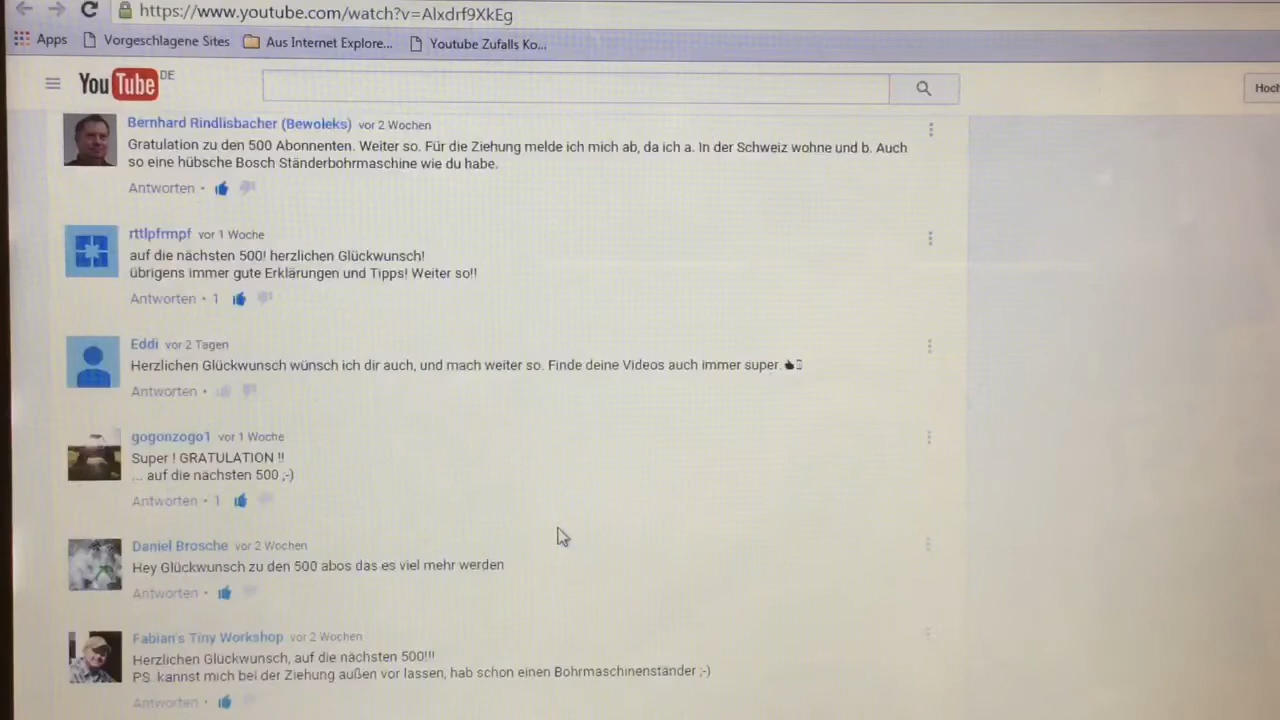 https://www.youtube.com/watch?v=Alxdrf9XkEg
Apps Vorgeschlagene Sites Aus Internet Explore... Youtube Zufalls Ko...
YouTube DE
Hoch
Bernhard Rindlisbacher (Bewoleks) vor 2 Wochen
Gratulation zu den 500 Abonnenten. Weiter so. Für die Ziehung melde ich mich ab, da ich a. In der Schweiz wohne und b. Auch
so eine hübsche Bosch Ständerbohrmaschine wie du habe.
Antworten •
rttlpfrmpf vor 1 Woche
auf die nächsten 500! herzlichen Glückwunsch!
übrigens immer gute Erklärungen und Tipps! Weiter so!!
Antworten • 1
Eddi vor 2 Tagen
Herzlichen Glückwunsch wünsch ich dir auch, und mach weiter so. Finde deine Videos auch immer super.
Antworten •
gogonzogo1 vor 1 Woche
Super ! GRATULATION !!
... auf die nächsten 500 ;-)
Antworten • 1
Daniel Brosche vor 2 Wochen
Hey Glückwunsch zu den 500 abos das es viel mehr werden
Antworten •
Fabian's Tiny Workshop vor 2 Wochen
Herzlichen Glückwunsch, auf die nächsten 500!!!
PS. kannst mich bei der Ziehung außen vor lassen, hab schon einen Bohrmaschinenständer ;-)
Antworten •